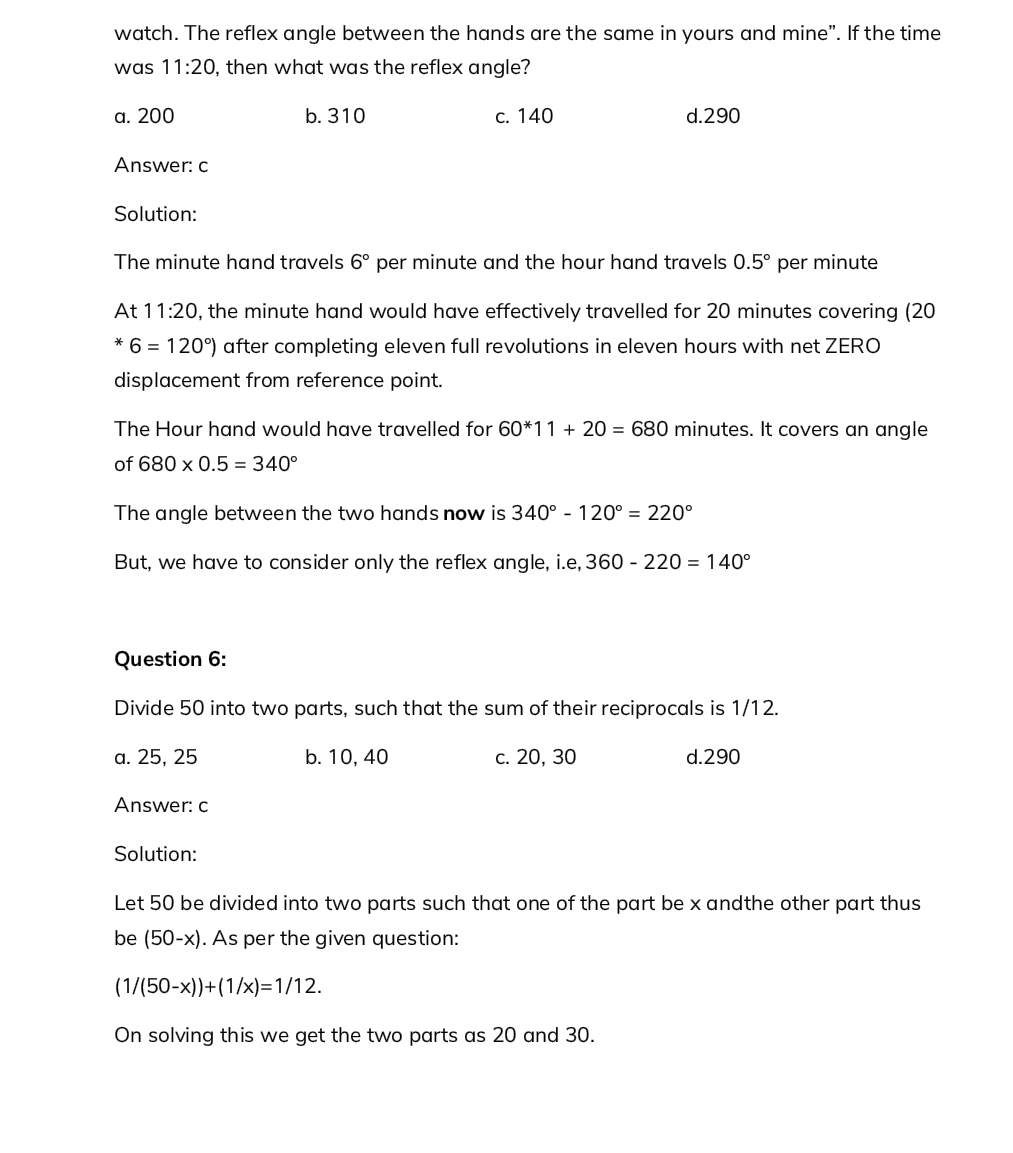 watch. The reflex angle between the hands are the same in yours and mine”. If the time
was 11:20, then what was the reflex angle?
a. 200 b. 310 c. 140 d.290
Answer: c
Solution:
The minute hand travels 6° per minute and the hour hand travels 0.5° per minute
At 11:20, the minute hand would have effectively travelled for 20 minutes covering (20
* 6 = 120°) after completing eleven full revolutions in eleven hours with net ZERO
displacement from reference point.
The Hour hand would have travelled for 60*11 + 20 = 680 minutes. It covers an angle
of 680 x 0.5 = 340°
The angle between the two hands now is 340° - 120° = 220°
But, we have to consider only the reflex angle, i.e, 360 - 220 = 140°
Question 6:
Divide 50 into two parts, such that the sum of their reciprocals is 1/12.
a. 25, 25 b. 10, 40 c. 20, 30 d.290
Answer: c
Solution:
Let 50 be divided into two parts such that one of the part be x andthe other part thus
be (50-x). As per the given question:
(1/(50-x))+(1/x)=1/12.
On solving this we get the two parts as 20 and 30.